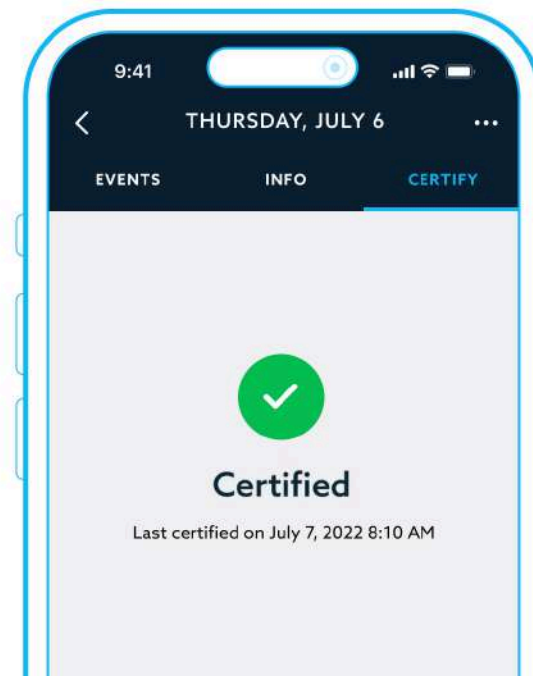 9:41
THURSDAY, JULY 6
EVENTS INFO CERTIFY
Certified
Last certified on July 7, 2022 8:10 AM